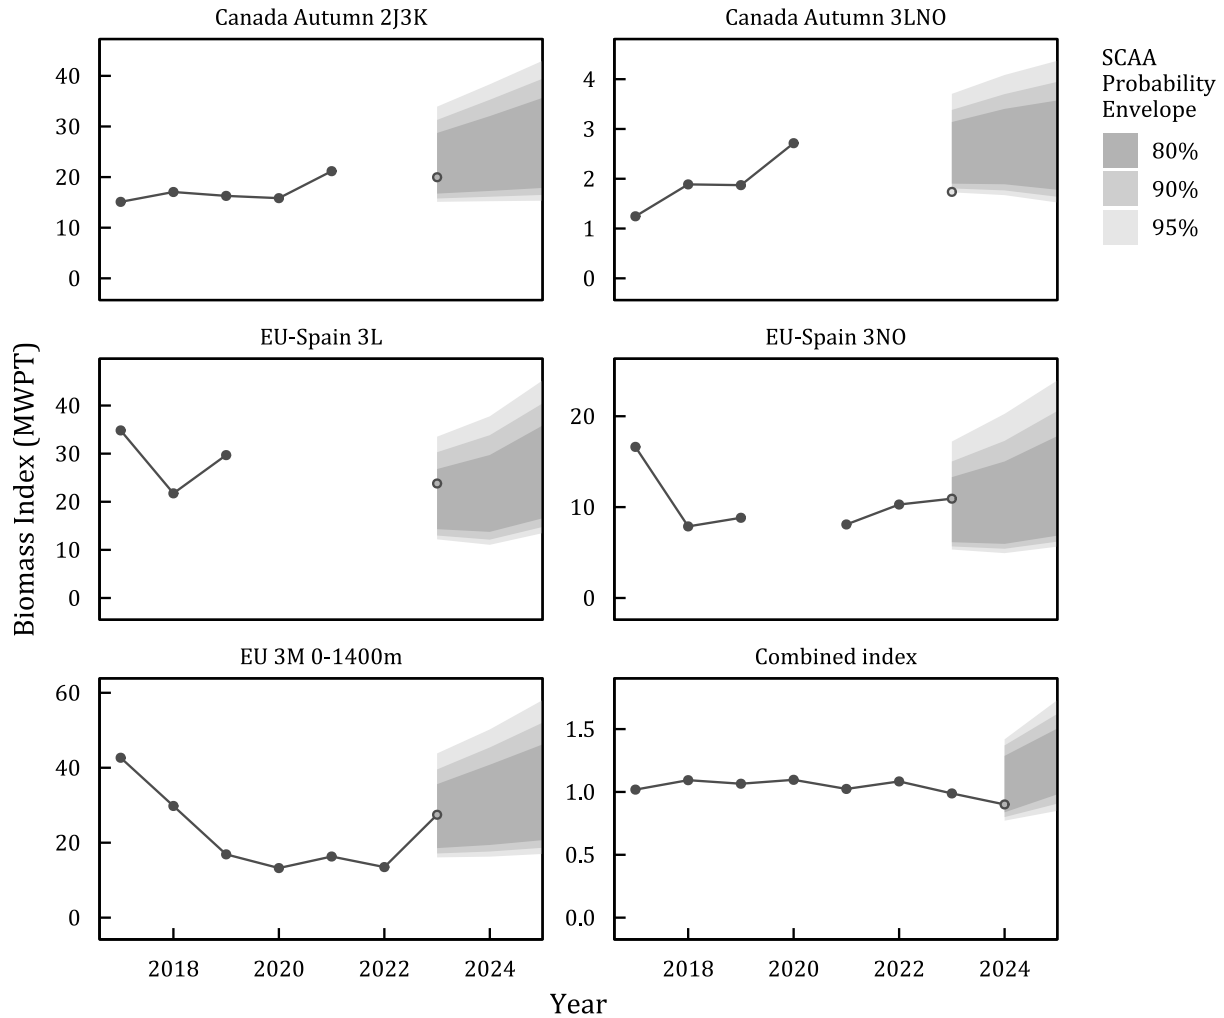 Canada Autumn 2J3K
Canada Autumn 3LNO
40
30
20
10
0
4
3
2
1
0
SCAA
Probability
Envelope
80%
90%
95%
Biomass Index (MWPT)
EU-Spain 3L
EU-Spain 3NO
40
30
20
10
0
20
10
0
EU 3M 0-1400m
Combined index
60
40
20
0
1.5
1.0
0.5
0.0
2018 2020 2022 2024
2018 2020 2022 2024
Year